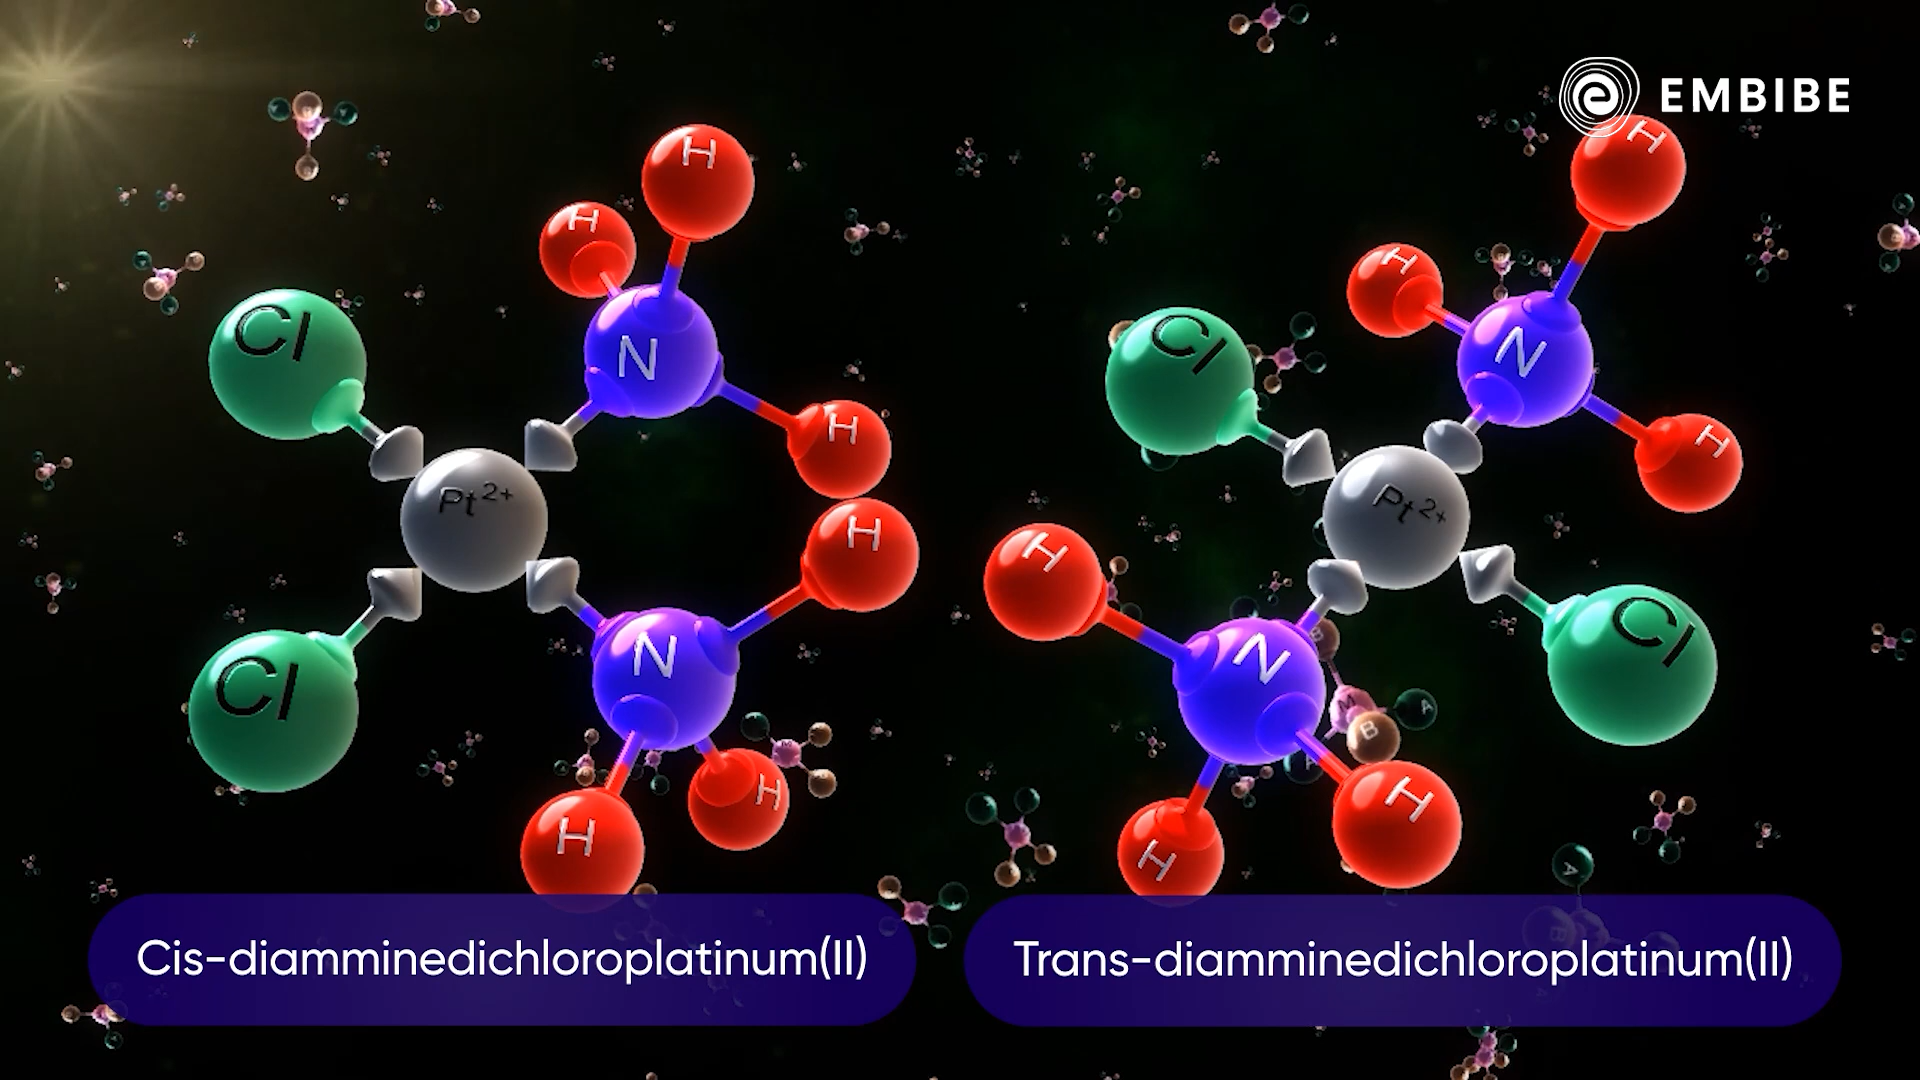 EMBIBE
H
H
H
H
Cl
N
Cl
N
H
H
Pt2+
Pt2+
H
H
N
Cl
N
Cl
H
H
H
H
M
A
B
A
B
Cis-diamminedichloroplatinum(II)
Trans-diamminedichloroplatinum(II)